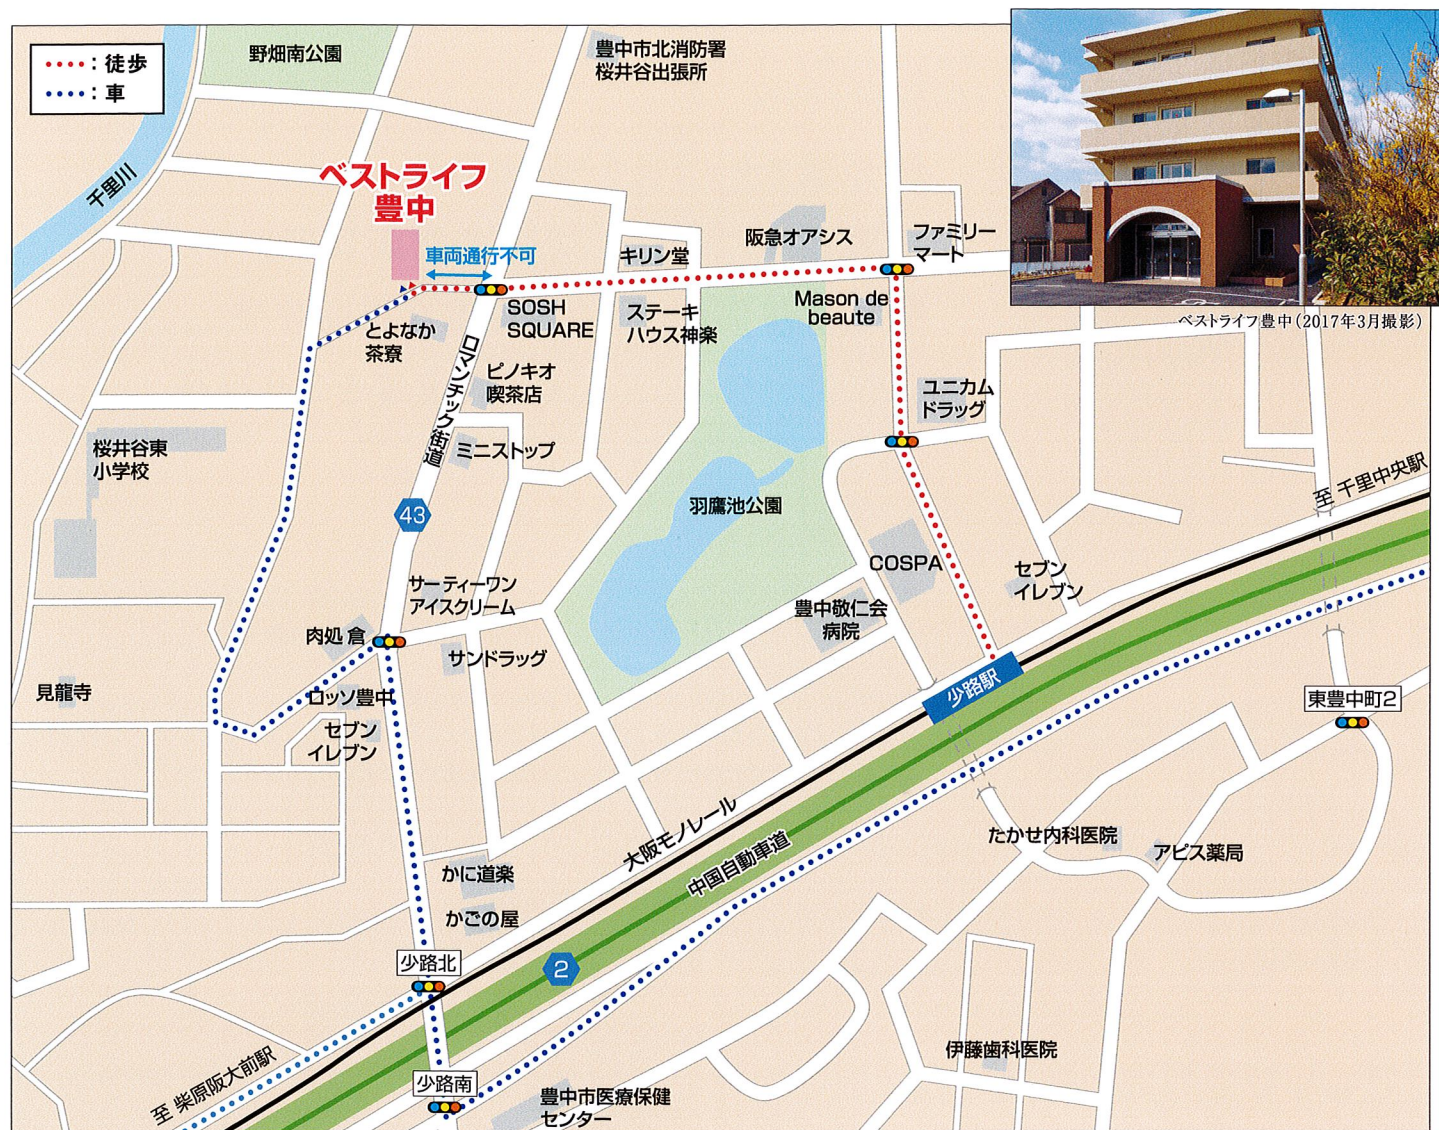 ：徒歩
：車
野畑南公園
豊中市北消防署
桜井谷出張所
千里川
ベストライフ
豊中
車両通行不可
キリン堂
阪急オアシス
ファミリー
マート
ベストライフ豊中（2017年3月撮影）
とよなか
茶寮
SOSH
SQUARE
ステーキ
ハウス神楽
Mason de
beaute
ロマンチック街道
ピノキオ
喫茶店
ユニカム
ドラッグ
桜井谷東
小学校
ミニストップ
43
羽鷹池公園
至 千里中央駅
COSPA
セブン
イレブン
サーティーワン
アイスクリーム
豊中敬仁会
病院
肉処 倉
サンドラッグ
見龍寺
ロッソ豊中
少路駅
東豊中町2
セブン
イレブン
大阪モノレール
中国自動車道
たかせ内科医院
アピス薬局
かに道楽
かごの屋
少路北
2
至 柴原阪大前駅
少路南
伊藤歯科医院
豊中市医療保健
センター